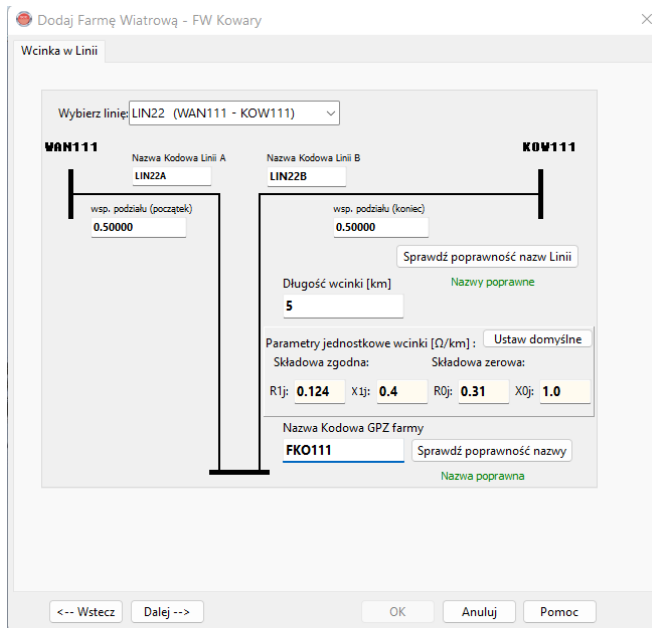 Dodaj Farmę Wiatrową - FW Kowary
Wcinka w Linii
Wybierz linię: LIN22 (WAN111 - KOW111)
WAN111
KOW111
Nazwa Kodowa Linii A
Nazwa Kodowa Linii B
LIN22A
LIN22B
wsp. podziału (początek)
wsp. podziału (koniec)
0.50000
0.50000
Sprawdź poprawność nazw Linii
Nazwy poprawne
Długość wcinki [km]
5
Parametry jednostkowe wcinki [Ω/km] :
Ustaw domyślne
Składowa zgodna:
Składowa zerowa:
R1j: 0.124 X1j: 0.4 R0j: 0.31 X0j: 1.0
Nazwa Kodowa GPZ farmy
FKO111
Sprawdź poprawność nazwy
Nazwa poprawna
<-- Wstecz
Dalej -->
OK
Anuluj
Pomoc